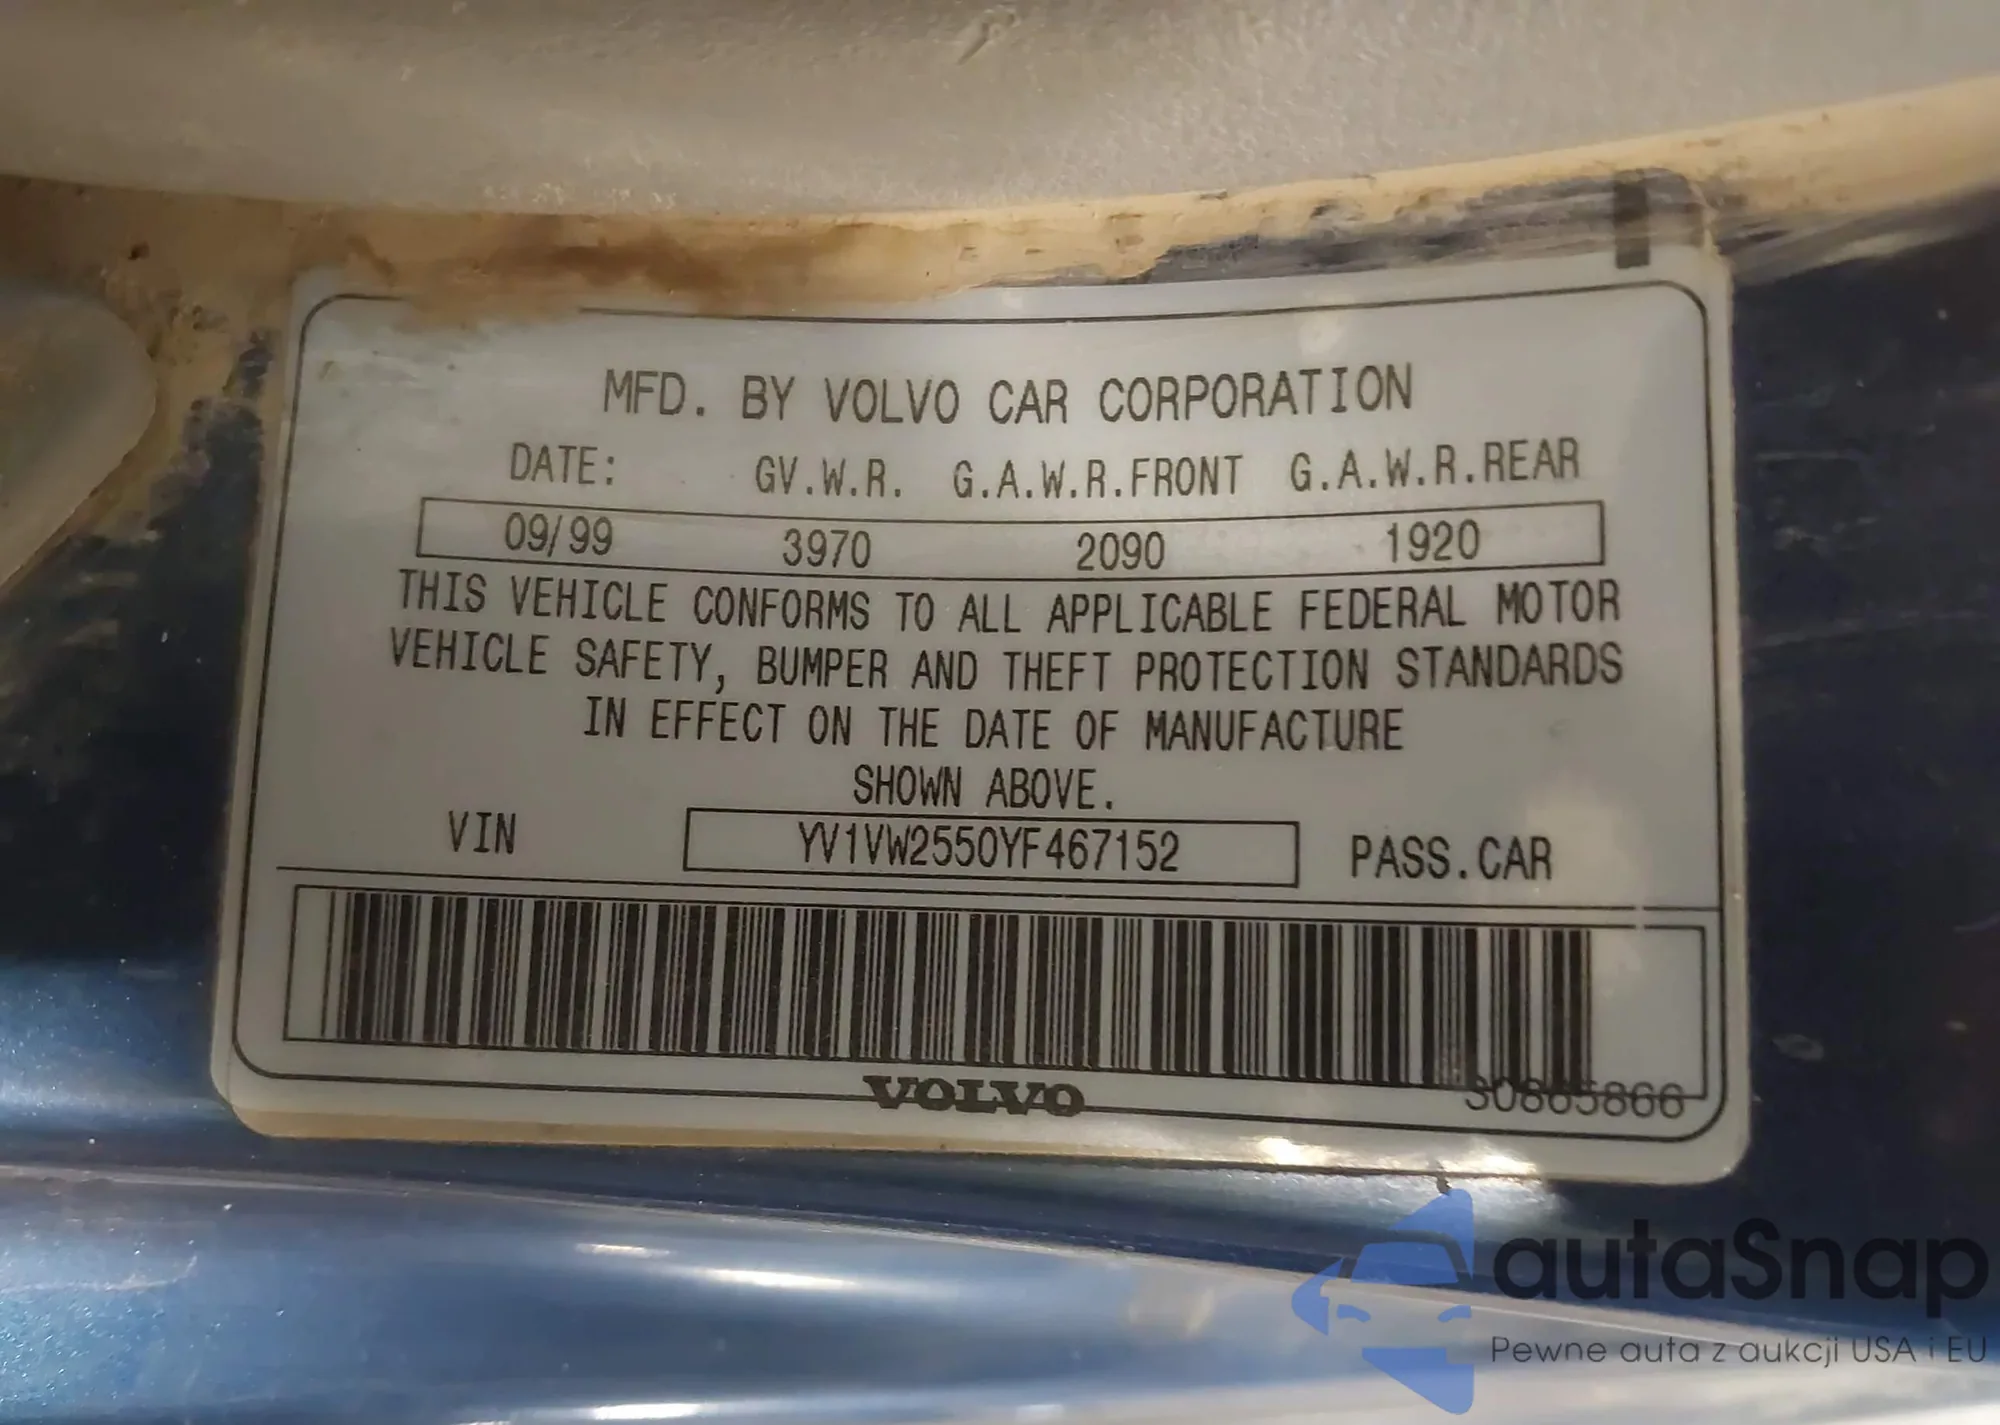 MFD. BY VOLVO CAR CORPORATION
DATE: GV.W.R. G.A.W.R.FRONT G.A.W.R.REAR
09/99 3970 2090 1920
THIS VEHICLE CONFORMS TO ALL APPLICABLE FEDERAL MOTOR
VEHICLE SAFETY, BUMPER AND THEFT PROTECTION STANDARDS
IN EFFECT ON THE DATE OF MANUFACTURE
SHOWN ABOVE.
VIN YV1VW2550YF467152 PASS.CAR
VOLVO
30865866
autaSnap
Pewne auta z aukcji USA i EU